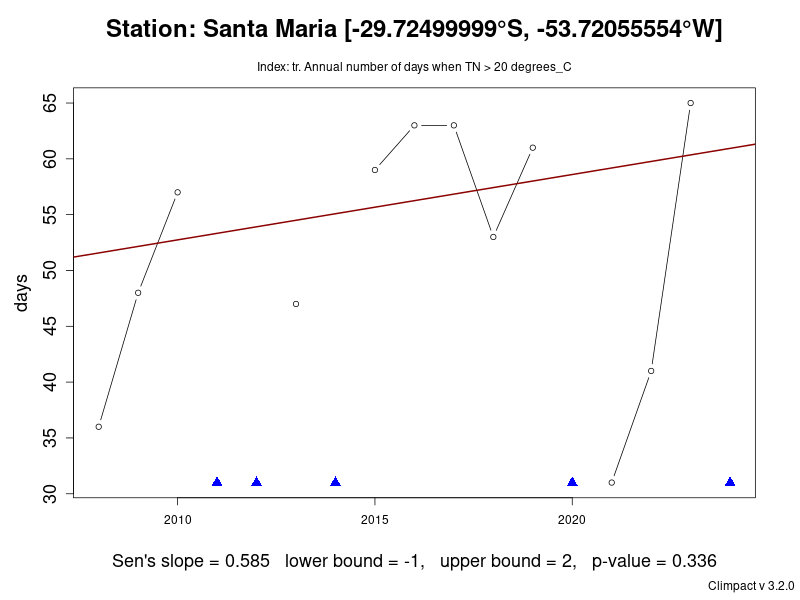 Station: Santa Maria [-29.72499999°S, -53.72055554°W]
Index: tr. Annual number of days when TN > 20 degrees_C
65
60
55
50
45
40
35
30
days
2010 2015 2020
Sen's slope = 0.585 lower bound = -1, upper bound = 2, p-value = 0.336
Climpact v 3.2.0